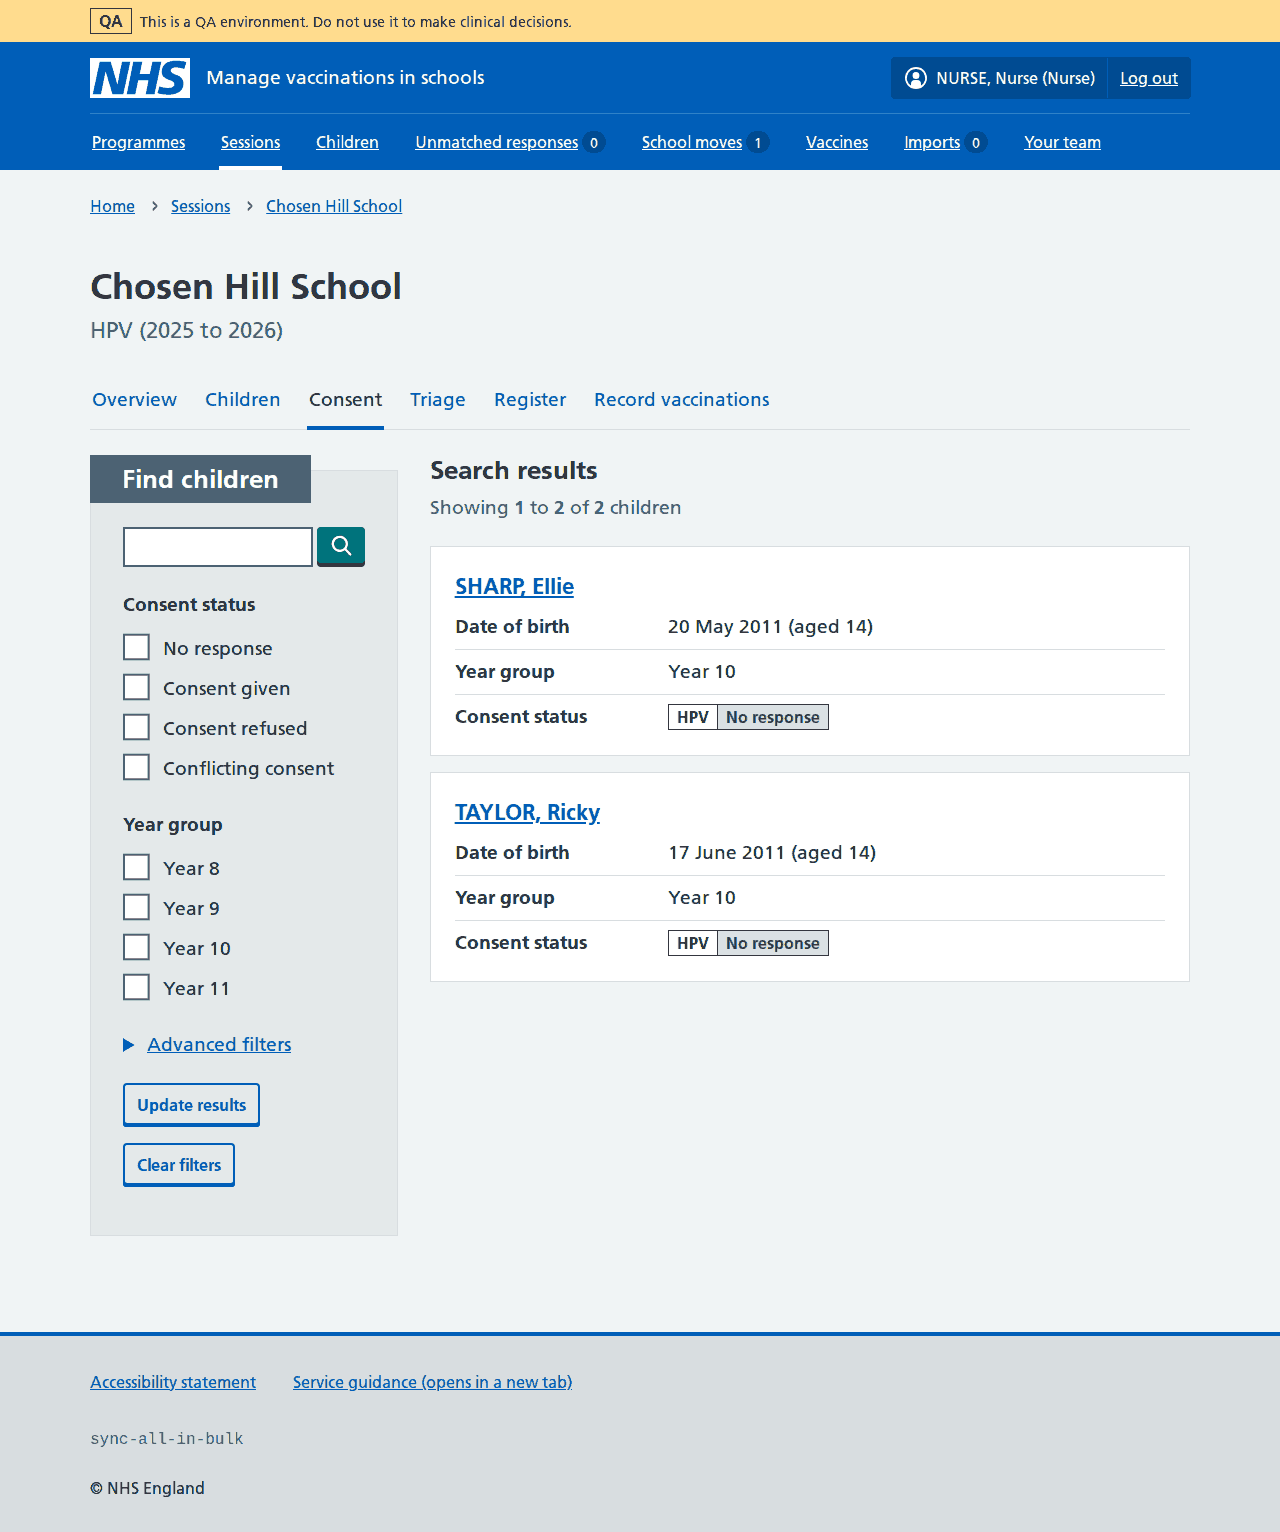 QA This is a QA environment. Do not use it to make clinical decisions.
NHS Manage vaccinations in schools NURSE, Nurse (Nurse) Log out
Programmes Sessions Children Unmatched responses 0 School moves 1 Vaccines Imports 0 Your team
Home Sessions Chosen Hill School
Chosen Hill School
HPV (2025 to 2026)
Overview Children Consent Triage Register Record vaccinations
Find children
Consent status
No response
Consent given
Consent refused
Conflicting consent
Year group
Year 8
Year 9
Year 10
Year 11
Advanced filters
Update results
Clear filters
Search results
Showing 1 to 2 of 2 children
SHARP, Ellie
Date of birth 20 May 2011 (aged 14)
Year group Year 10
Consent status HPV No response
TAYLOR, Ricky
Date of birth 17 June 2011 (aged 14)
Year group Year 10
Consent status HPV No response
Accessibility statement Service guidance (opens in a new tab)
sync-all-in-bulk
© NHS England